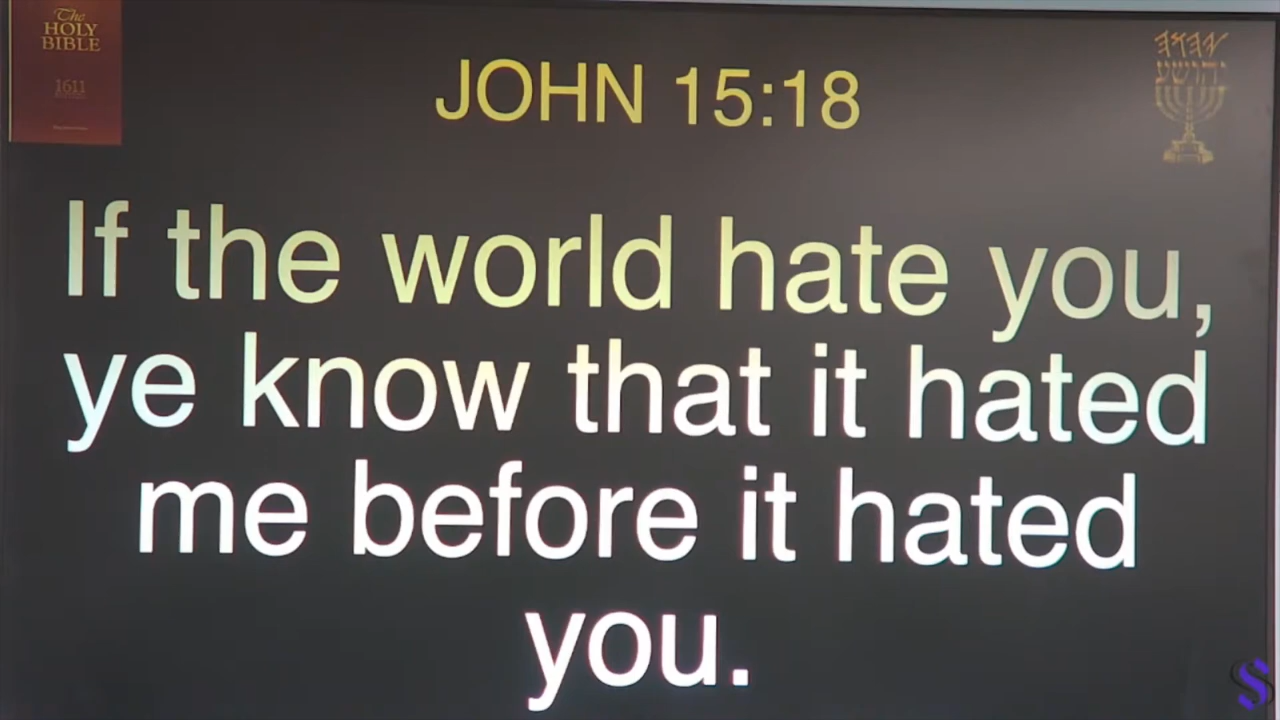 The
HOLY
BIBLE
1611
JOHN 15:18
𐤉𐤄𐤅𐤄
If the world hate you,
ye know that it hated
me before it hated
you.
S